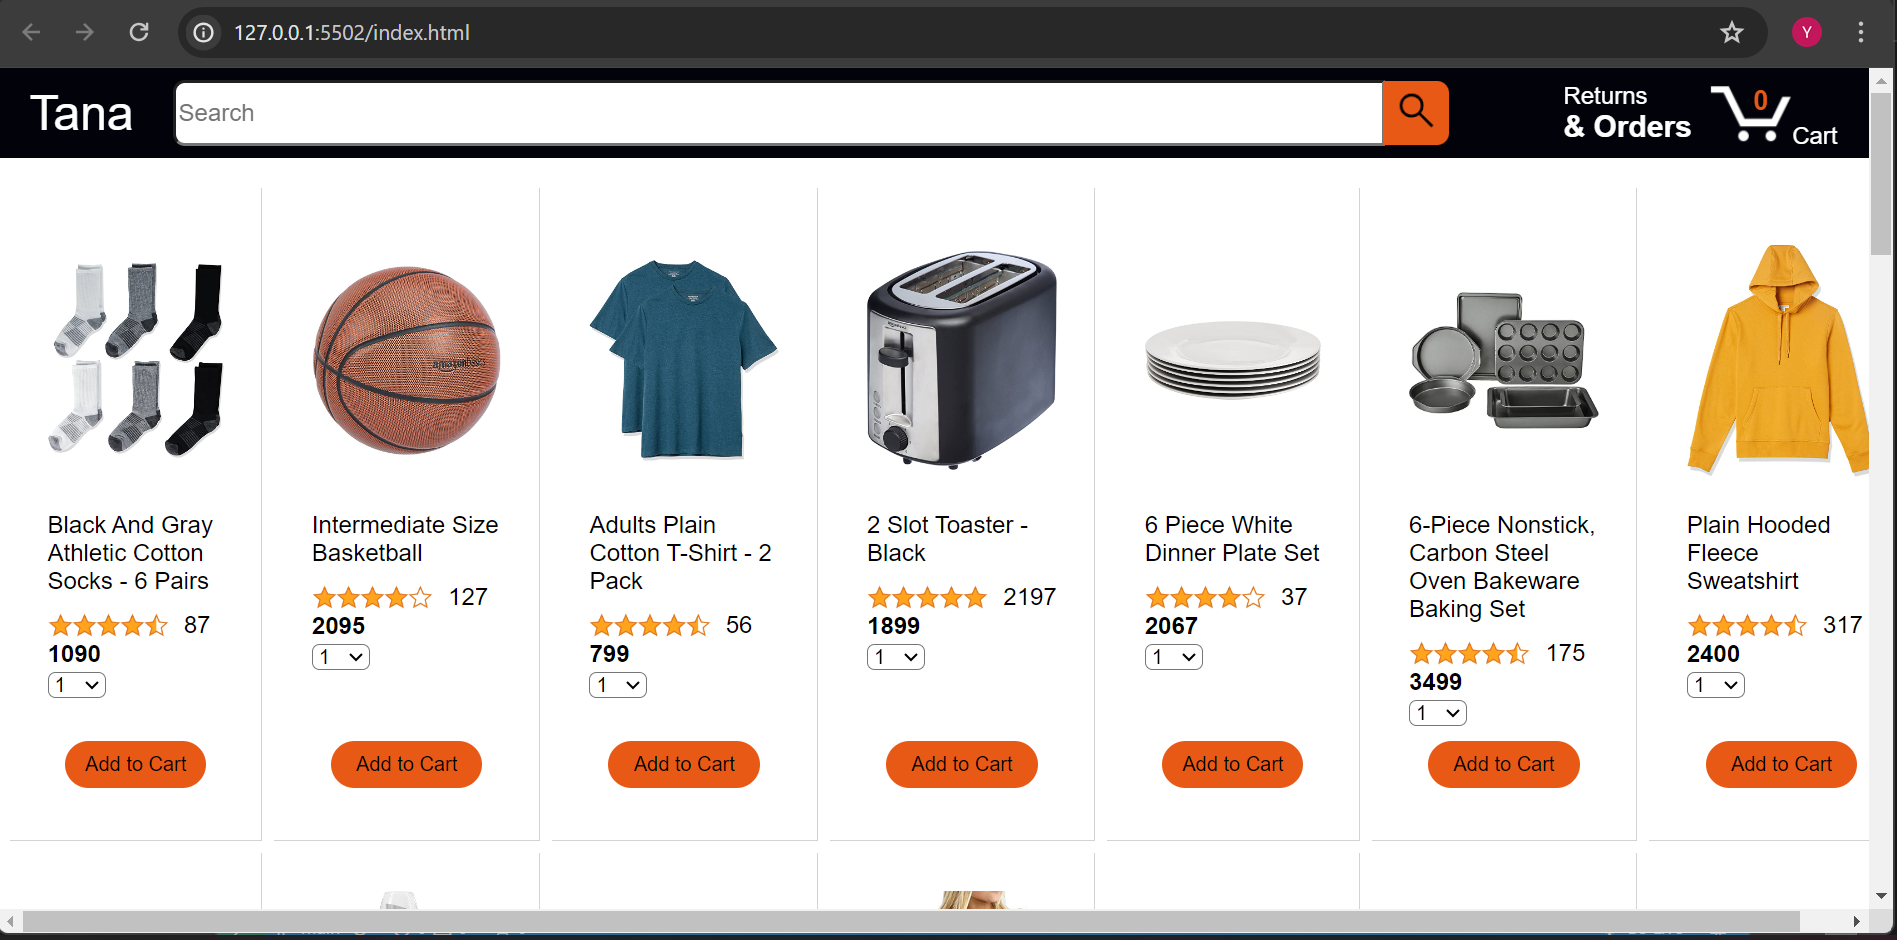 127.0.0.1:5502/index.html
Y
Tana
Search
Returns
& Orders
0
Cart
Black And Gray
Athletic Cotton
Socks - 6 Pairs
87
1090
1
Add to Cart
Intermediate Size
Basketball
127
2095
1
Add to Cart
Adults Plain
Cotton T-Shirt - 2
Pack
56
799
1
Add to Cart
2 Slot Toaster -
Black
2197
1899
1
Add to Cart
6 Piece White
Dinner Plate Set
37
2067
1
Add to Cart
6-Piece Nonstick,
Carbon Steel
Oven Bakeware
Baking Set
175
3499
1
Add to Cart
Plain Hooded
Fleece
Sweatshirt
317
2400
1
Add to Cart